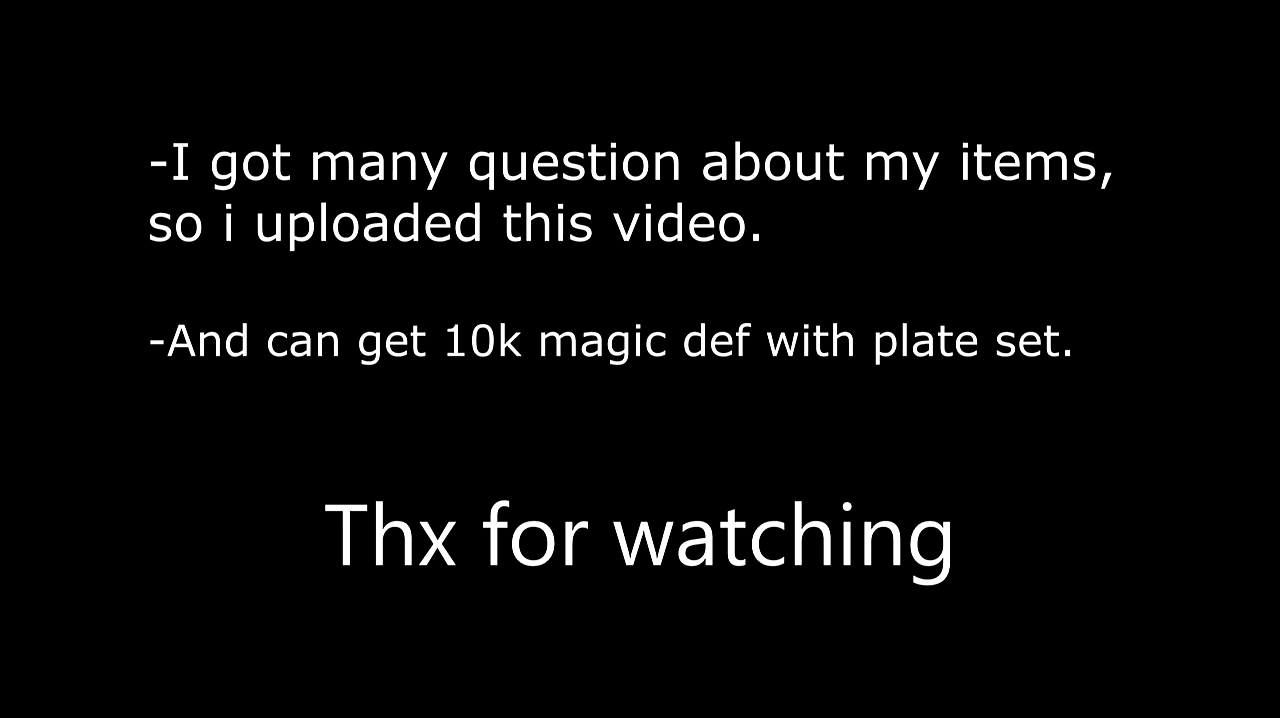 -I got many question about my items,
so i uploaded this video.
-And can get 10k magic def with plate set.
Thx for watching